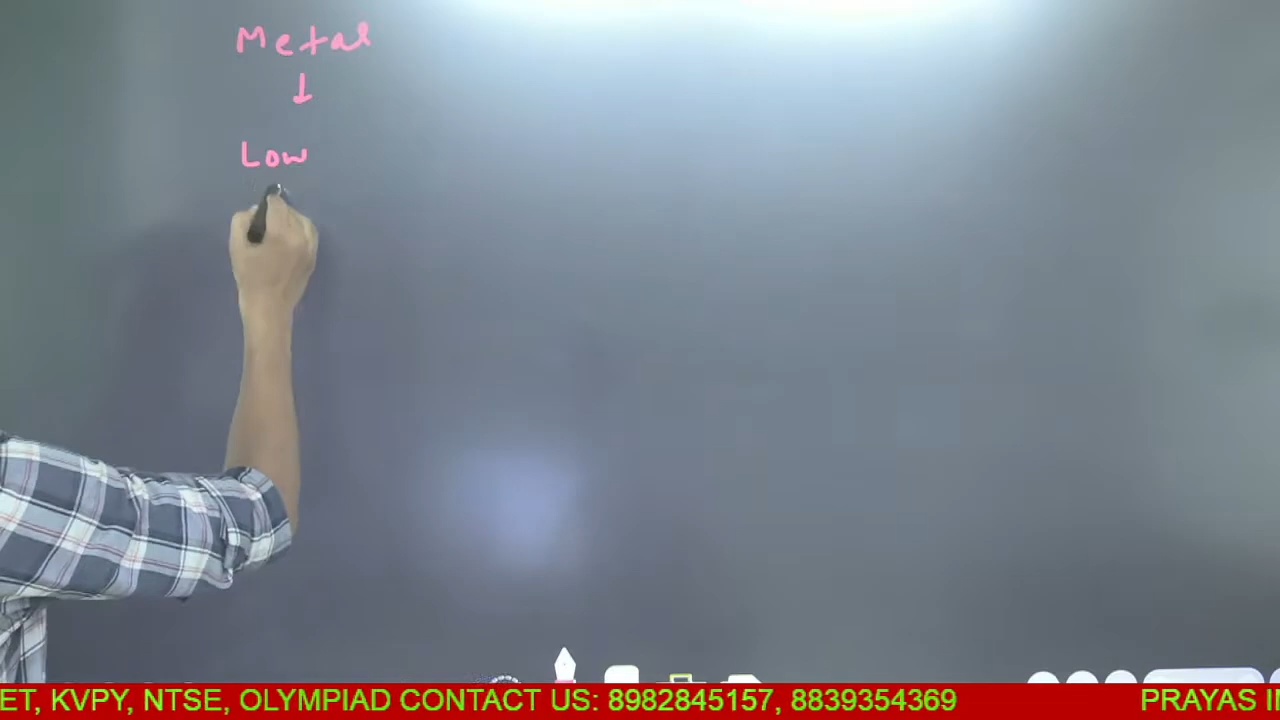 Metal
↓
Low
ET, KVPY, NTSE, OLYMPIAD CONTACT US: 8982845157, 8839354369 PRAYAS I